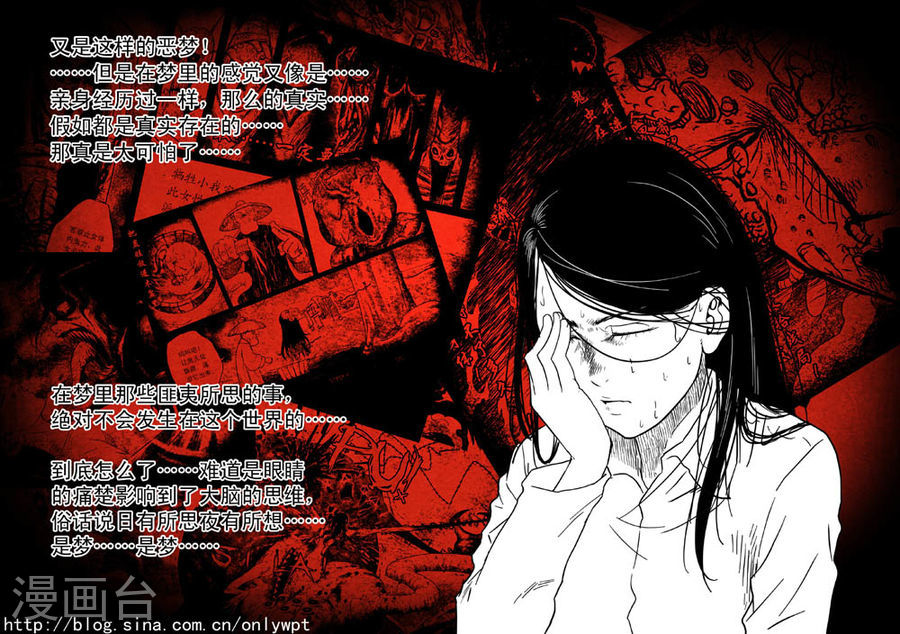 又是这样的恶梦！
……但是在梦里的感觉又像是……
亲身经历过一样，那么的真实……
假如都是真实存在的……
那真是太可怕了……
牺牲小我
此女
在梦里那些匪夷所思的事，
绝对不会发生在这个世界的……
到底怎么了……难道是眼睛
的痛楚影响到了大脑的思维，
俗话说日有所思夜有所想……
是梦……是梦……
漫画台
http://blog.sina.com.cn/onlywpt